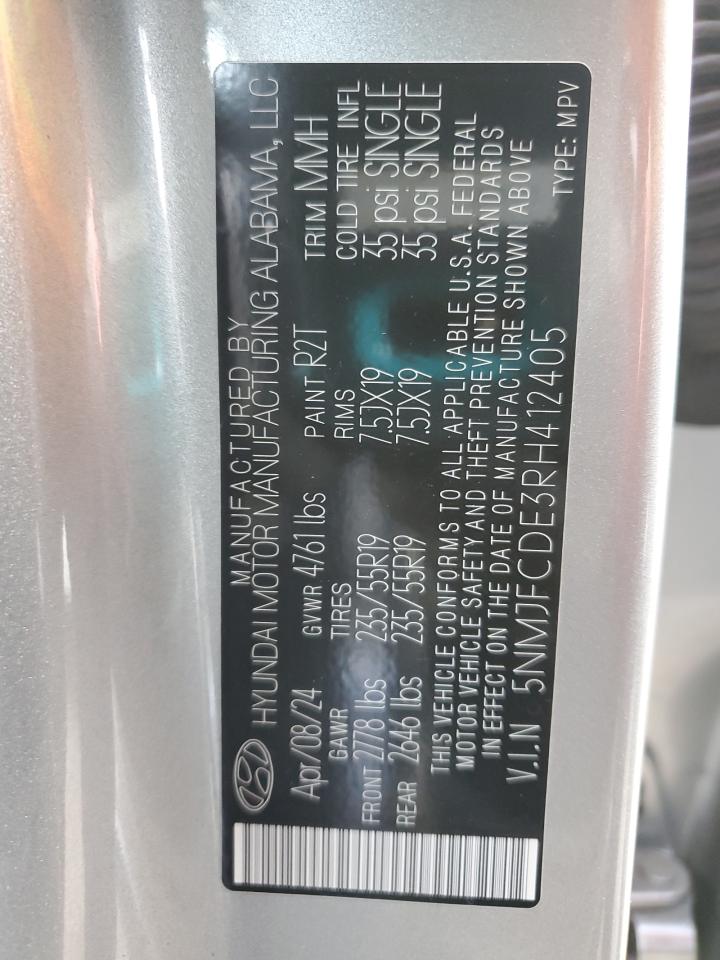 MANUFACTURED BY
HYUNDAI MOTOR MANUFACTURING ALABAMA, LLC
Apr/08/24 GVWR 4761 lbs PAINT R2T TRIM MMH
GAWR TIRES RIMS COLD TIRE INFL
FRONT 2778 lbs 235/55R19 7.5JX19 35 psi SINGLE
REAR 2646 lbs 235/55R19 7.5JX19 35 psi SINGLE
THIS VEHICLE CONFORMS TO ALL APPLICABLE U.S.A. FEDERAL
MOTOR VEHICLE SAFETY AND THEFT PREVENTION STANDARDS
IN EFFECT ON THE DATE OF MANUFACTURE SHOWN ABOVE
V.I.N 5NMJFCDE3RH412405 TYPE: MPV